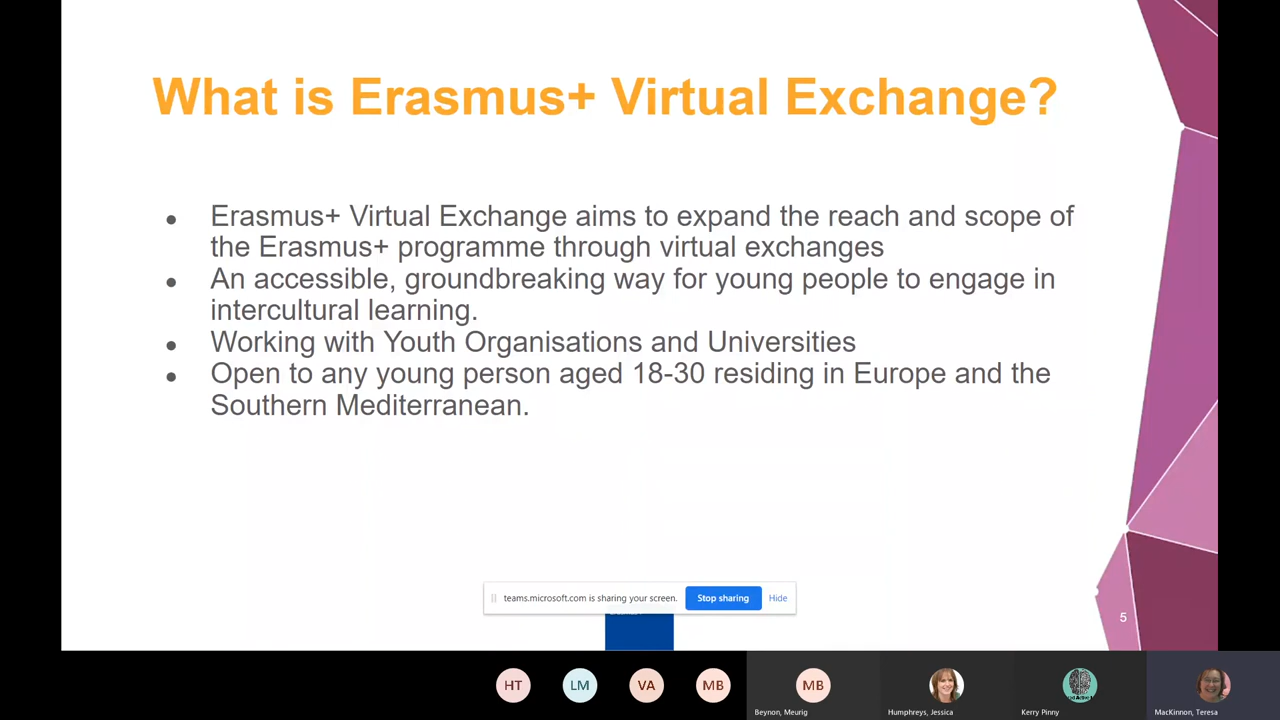 What is Erasmus+ Virtual Exchange?
● Erasmus+ Virtual Exchange aims to expand the reach and scope of
the Erasmus+ programme through virtual exchanges
● An accessible, groundbreaking way for young people to engage in
intercultural learning.
● Working with Youth Organisations and Universities
● Open to any young person aged 18-30 residing in Europe and the
Southern Mediterranean.
teams.microsoft.com is sharing your screen. Stop sharing Hide
5
HT LM VA MB MB
Beynon, Meurig Humphreys, Jessica Kerry Pinny MacKinnon, Teresa